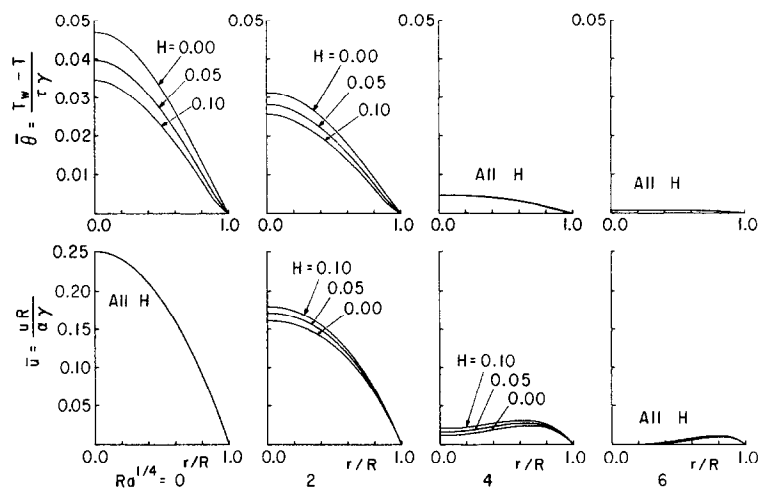 0.05
0.04
0.03
0.02
0.01
θ̄ = (T_w − T) / (τ γ)
H = 0.00
0.05
0.10
0.0 1.0
0.05
H = 0.00
0.05
0.10
0.0 1.0
0.05
All H
0.0 1.0
0.05
All H
0.0 1.0
0.25
0.20
0.15
0.10
0.05
ū = uR / (α γ)
All H
0.0 r/R 1.0
Ra^1/4 = 0
H = 0.10
0.05
0.00
0.0 r/R 1.0
2
H = 0.10
0.05
0.00
0.0 r/R 1.0
4
All H
0.0 r/R 1.0
6